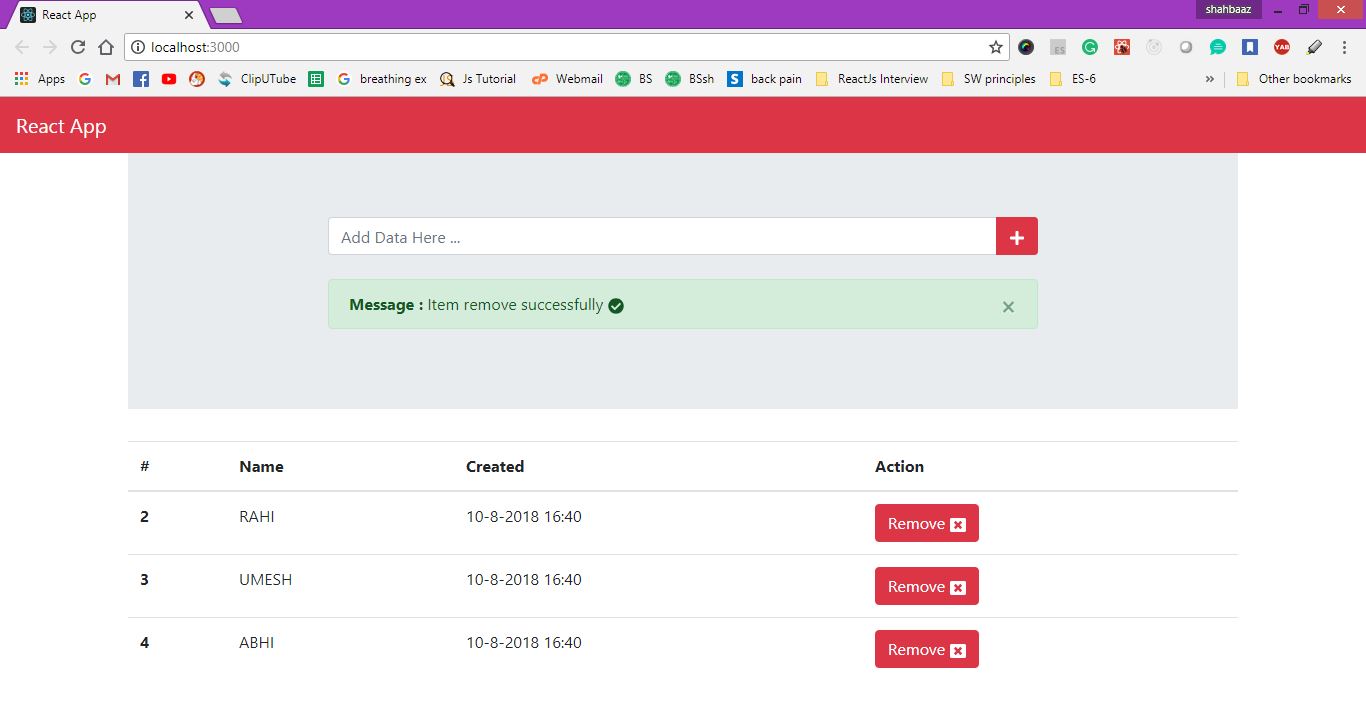 React App
shahbaaz
localhost:3000
ES
YAB
Apps ClipUTube breathing ex Js Tutorial Webmail BS BSsh back pain ReactJs Interview SW principles ES-6 » Other bookmarks
React App
Add Data Here ...
Message : Item remove successfully
# Name Created Action
2 RAHI 10-8-2018 16:40 Remove
3 UMESH 10-8-2018 16:40 Remove
4 ABHI 10-8-2018 16:40 Remove